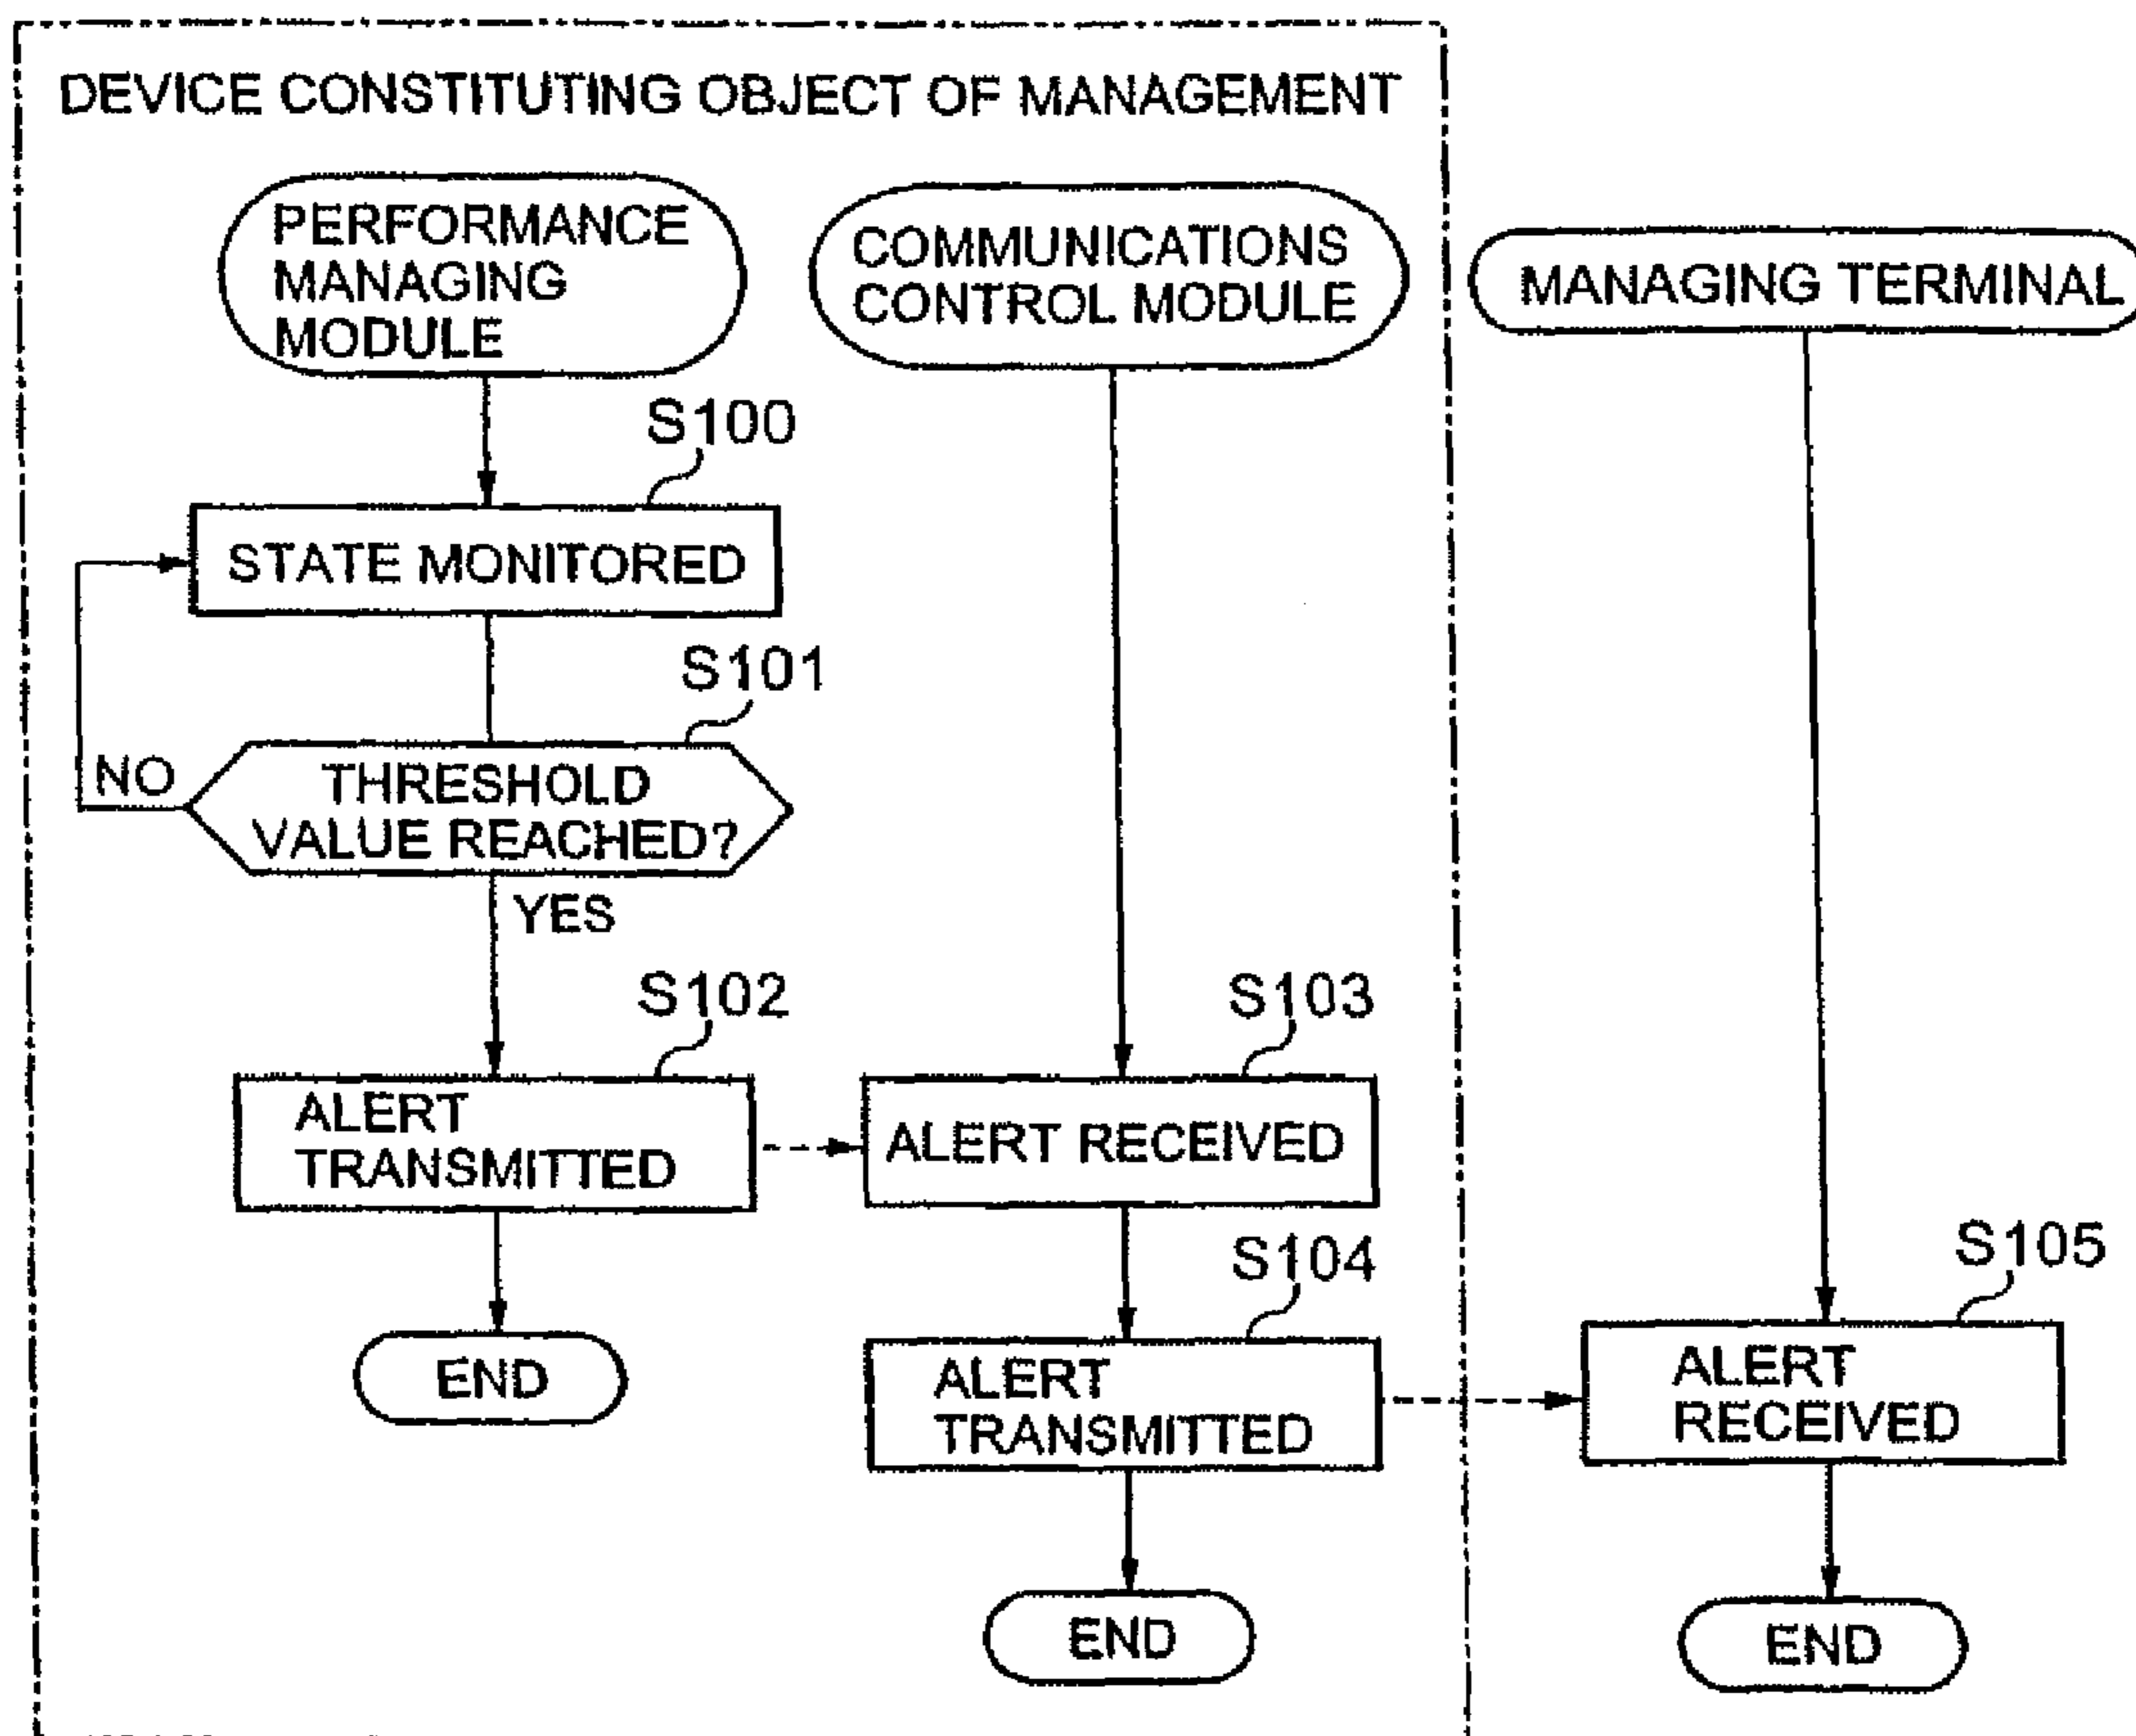 DEVICE CONSTITUTING OBJECT OF MANAGEMENT
PERFORMANCE
MANAGING
MODULE
COMMUNICATIONS
CONTROL MODULE
MANAGING TERMINAL
S100
STATE MONITORED
S101
NO
THRESHOLD
VALUE REACHED?
YES
S102
ALERT
TRANSMITTED
S103
ALERT RECEIVED
END
S104
ALERT
TRANSMITTED
END
S105
ALERT
RECEIVED
END